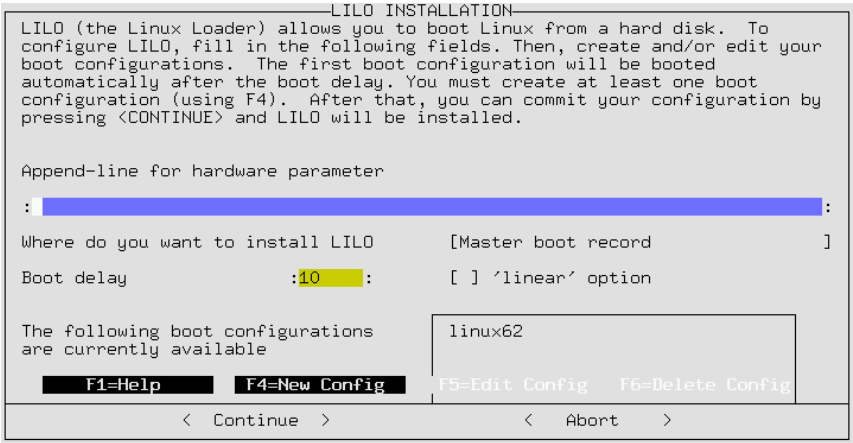 LILO INSTALLATION
LILO (the Linux Loader) allows you to boot Linux from a hard disk.  To
configure LILO, fill in the following fields. Then, create and/or edit your
boot configurations.  The first boot configuration will be booted
automatically after the boot delay. You must create at least one boot
configuration (using F4).  After that, you can commit your configuration by
pressing <CONTINUE> and LILO will be installed.
Append-line for hardware parameter
: :
Where do you want to install LILO [Master boot record ]
Boot delay :10 : [ ] 'linear' option
The following boot configurations linux62
are currently available
F1=Help F4=New Config F5=Edit Config F6=Delete Config
< Continue > < Abort >